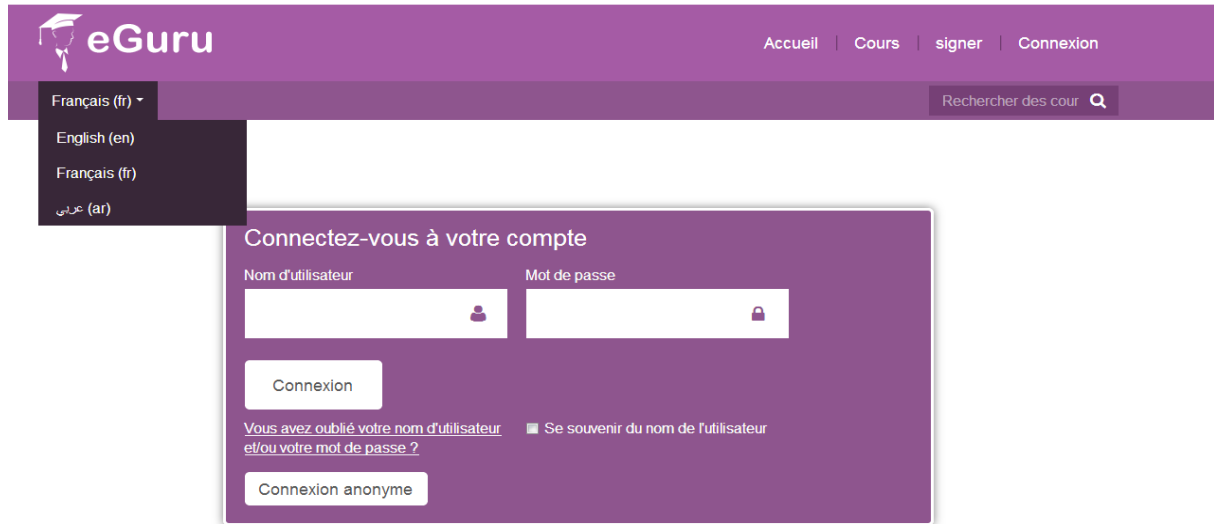 eGuru
Accueil
Cours
signer
Connexion
Français (fr)
Rechercher des cour
English (en)
Français (fr)
عربي (ar)
Connectez-vous à votre compte
Nom d'utilisateur
Mot de passe
Connexion
Vous avez oublié votre nom d'utilisateur
et/ou votre mot de passe ?
Se souvenir du nom de l'utilisateur
Connexion anonyme